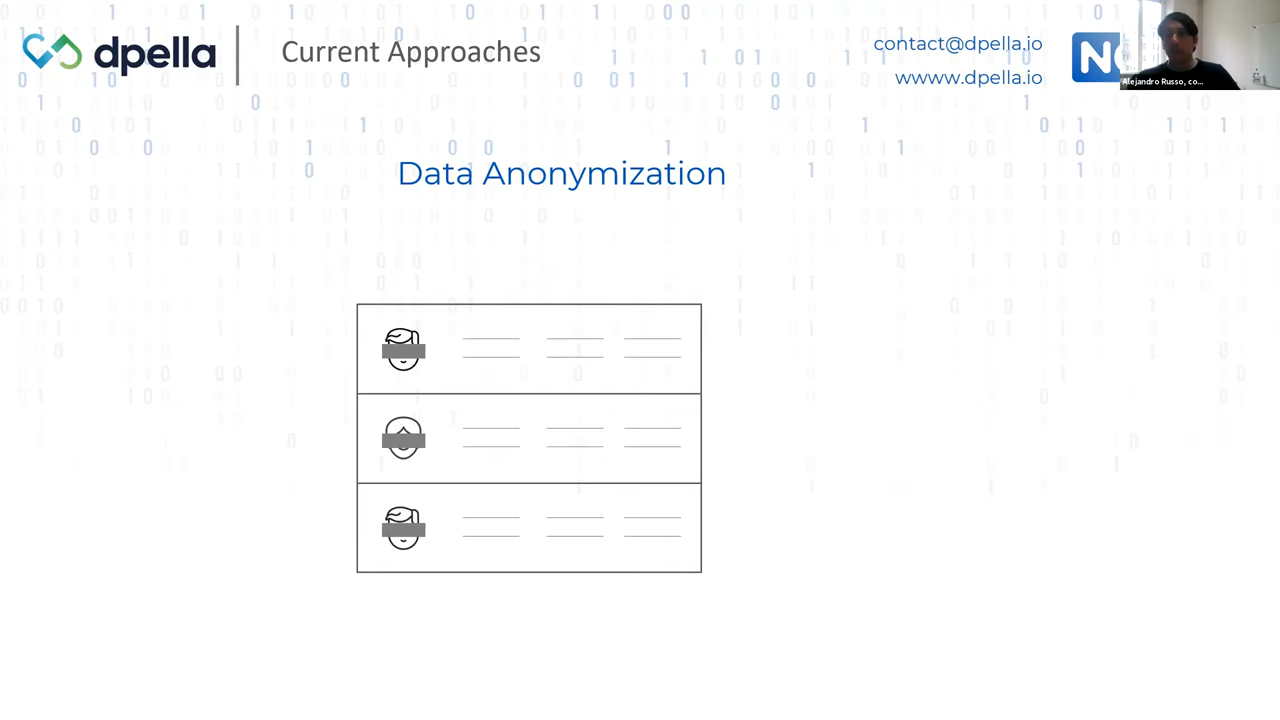 dpella
Current Approaches
contact@dpella.io
wwww.dpella.io
Alejandro Russo, co...
Data Anonymization